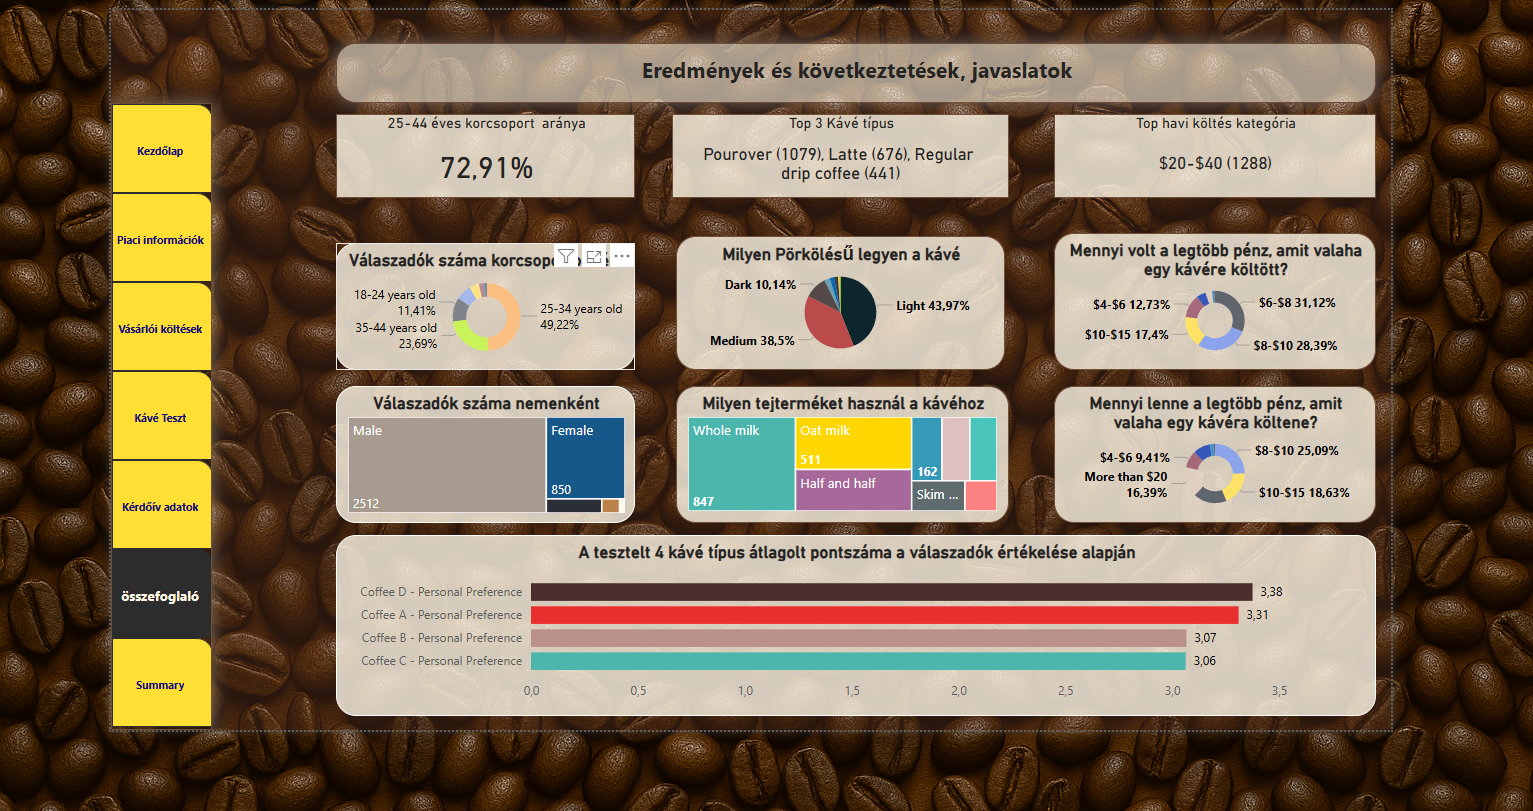 Eredmények és következtetések, javaslatok
Kezdőlap
Piaci információk
Vásárlói költések
Kávé Teszt
Kérdőív adatok
összefoglaló
Summary
25-44 éves korcsoport aránya
72,91%
Top 3 Kávé típus
Pourover (1079), Latte (676), Regular
drip coffee (441)
Top havi költés kategória
$20-$40 (1288)
Válaszadók száma
18-24 years old
11,41%
35-44 years old
23,69%
25-34 years old
49,22%
Milyen PörkölésŰ legyen a kávé
Dark 10,14%
Light 43,97%
Medium 38,5%
Mennyi volt a legtöbb pénz, amit valaha
egy kávére költött?
$4-$6 12,73%
$6-$8 31,12%
$10-$15 17,4%
$8-$10 28,39%
Válaszadók száma nemenként
Male
2512
Female
850
Milyen tejterméket használ a kávéhoz
Whole milk
847
Oat milk
511
Half and half
162
Skim ...
Mennyi lenne a legtöbb pénz, amit
valaha egy kávéra költene?
$4-$6 9,41%
$8-$10 25,09%
More than $20
16,39%
$10-$15 18,63%
A tesztelt 4 kávé típus átlagolt pontszáma a válaszadók értékelése alapján
Coffee D - Personal Preference 3,38
Coffee A - Personal Preference 3,31
Coffee B - Personal Preference 3,07
Coffee C - Personal Preference 3,06
0,0 0,5 1,0 1,5 2,0 2,5 3,0 3,5